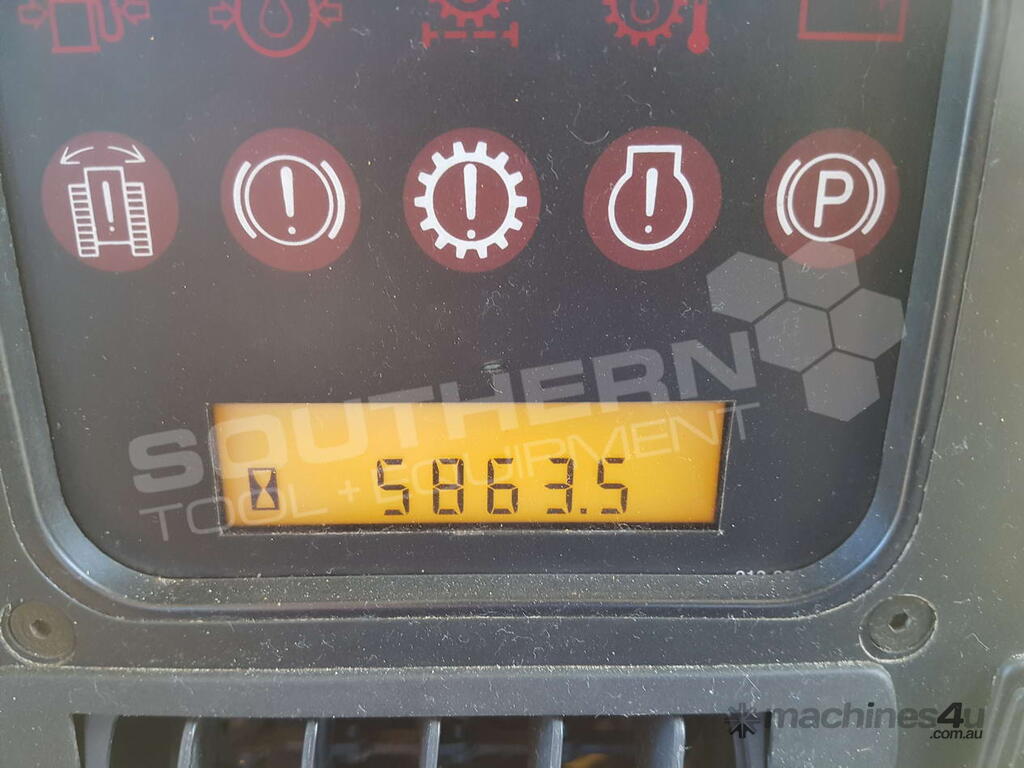 !
!
!
!
P
SOUTHERN
TOOL + EQUIPMENT
5863.5
machines4u
.com.au